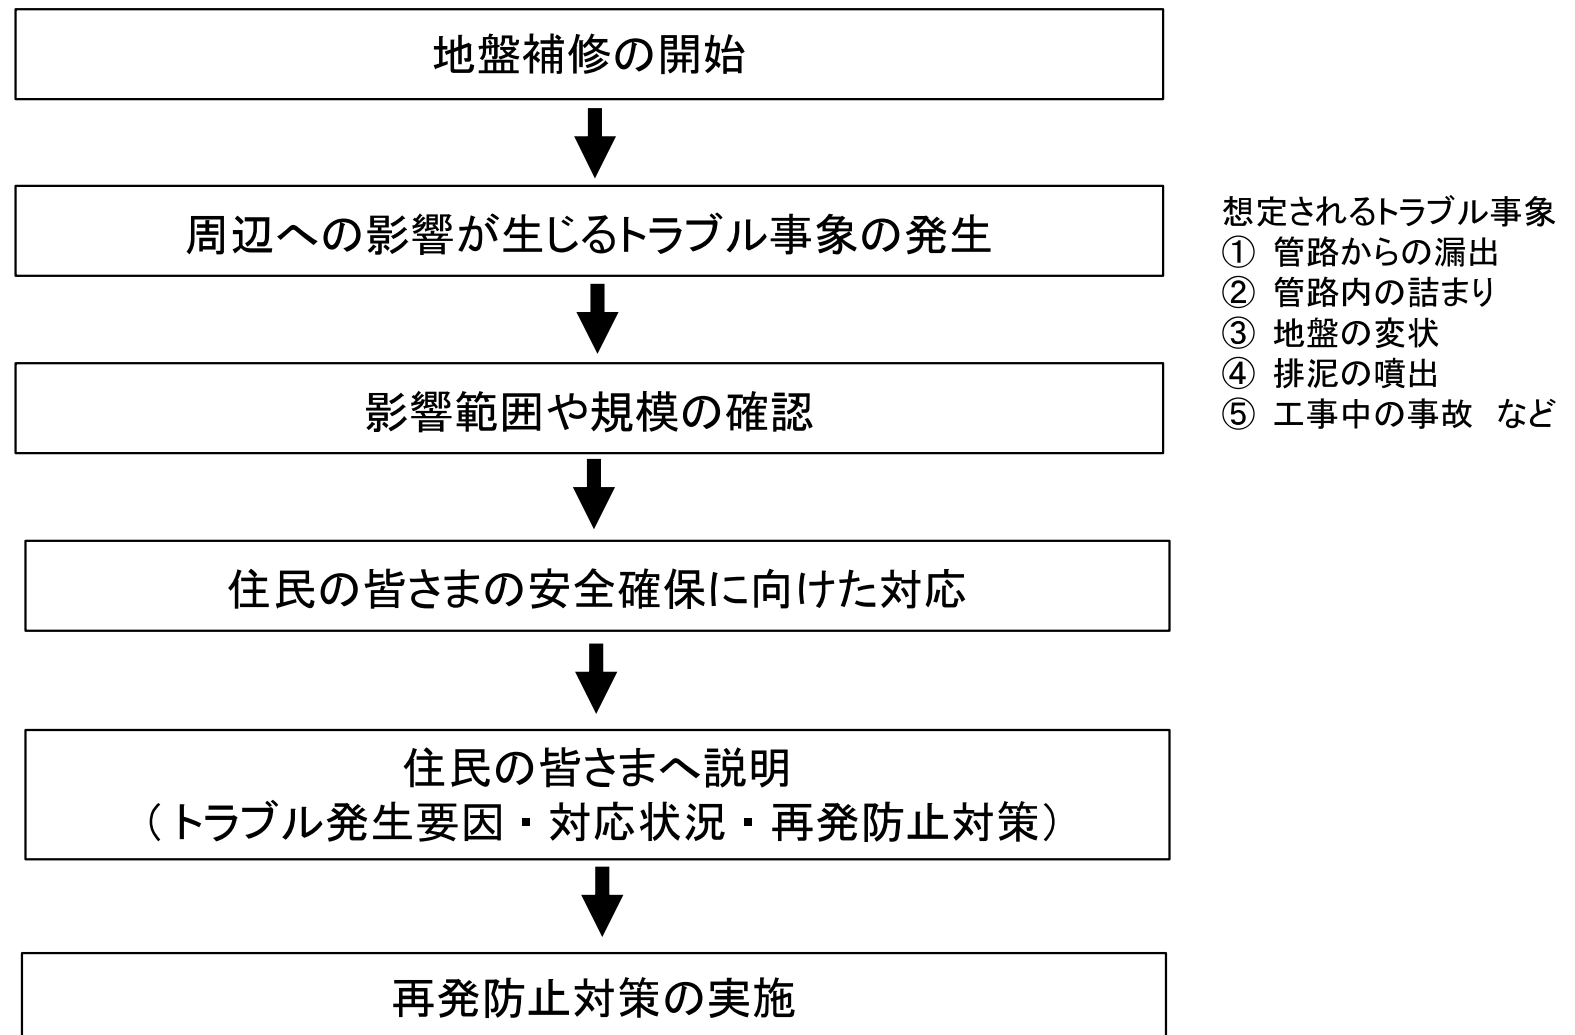 地盤補修の開始
周辺への影響が生じるトラブル事象の発生
想定されるトラブル事象
① 管路からの漏出
② 管路内の詰まり
③ 地盤の変状
④ 排泥の噴出
⑤ 工事中の事故　など
影響範囲や規模の確認
住民の皆さまの安全確保に向けた対応
住民の皆さまへ説明
（トラブル発生要因・対応状況・再発防止対策）
再発防止対策の実施